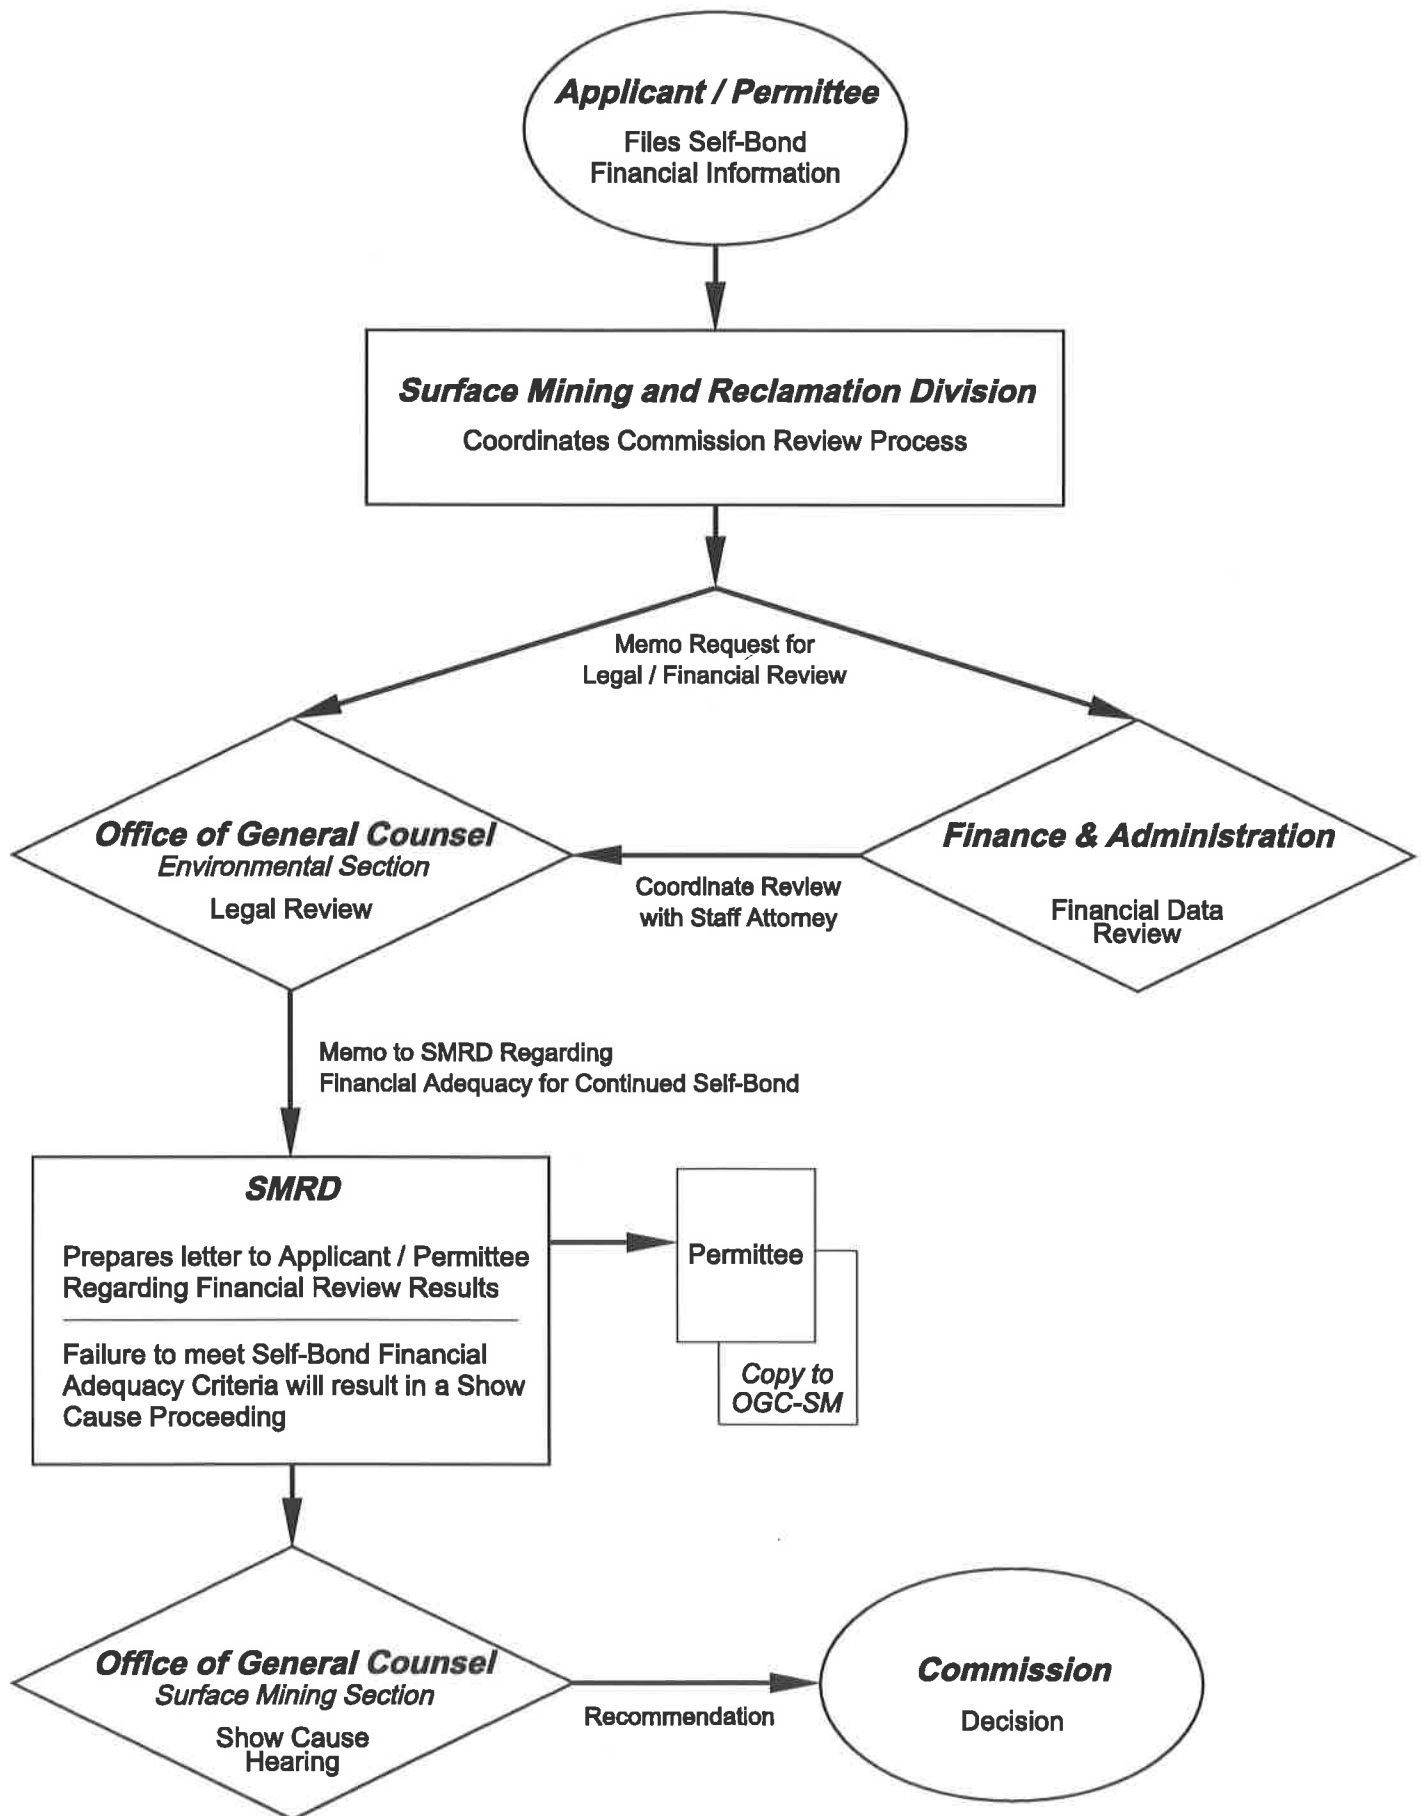 Applicant / Permittee
Files Self-Bond
Financial Information
Surface Mining and Reclamation Division
Coordinates Commission Review Process
Memo Request for
Legal / Financial Review
Office of General Counsel
Environmental Section
Legal Review
Finance & Administration
Financial Data
Review
Coordinate Review
with Staff Attorney
Memo to SMRD Regarding
Financial Adequacy for Continued Self-Bond
SMRD
Prepares letter to Applicant / Permittee
Regarding Financial Review Results
Failure to meet Self-Bond Financial
Adequacy Criteria will result in a Show
Cause Proceeding
Permittee
Copy to
OGC-SM
Office of General Counsel
Surface Mining Section
Show Cause
Hearing
Recommendation
Commission
Decision